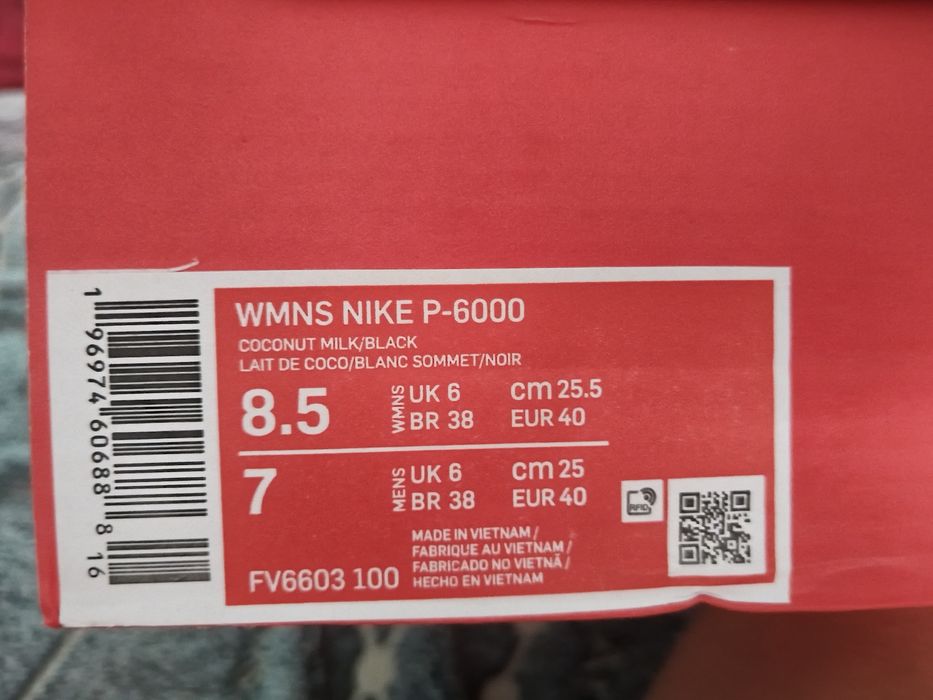 WMNS NIKE P-6000
COCONUT MILK/BLACK
LAIT DE COCO/BLANC SOMMET/NOIR
8.5 WMNS UK 6 cm 25.5
BR 38 EUR 40
7 MENS UK 6 cm 25
BR 38 EUR 40
MADE IN VIETNAM /
FABRIQUE AU VIETNAM /
FABRICADO NO VIETNÃ /
HECHO EN VIETNAM
FV6603 100
RFID
1 96974 60688 8 16